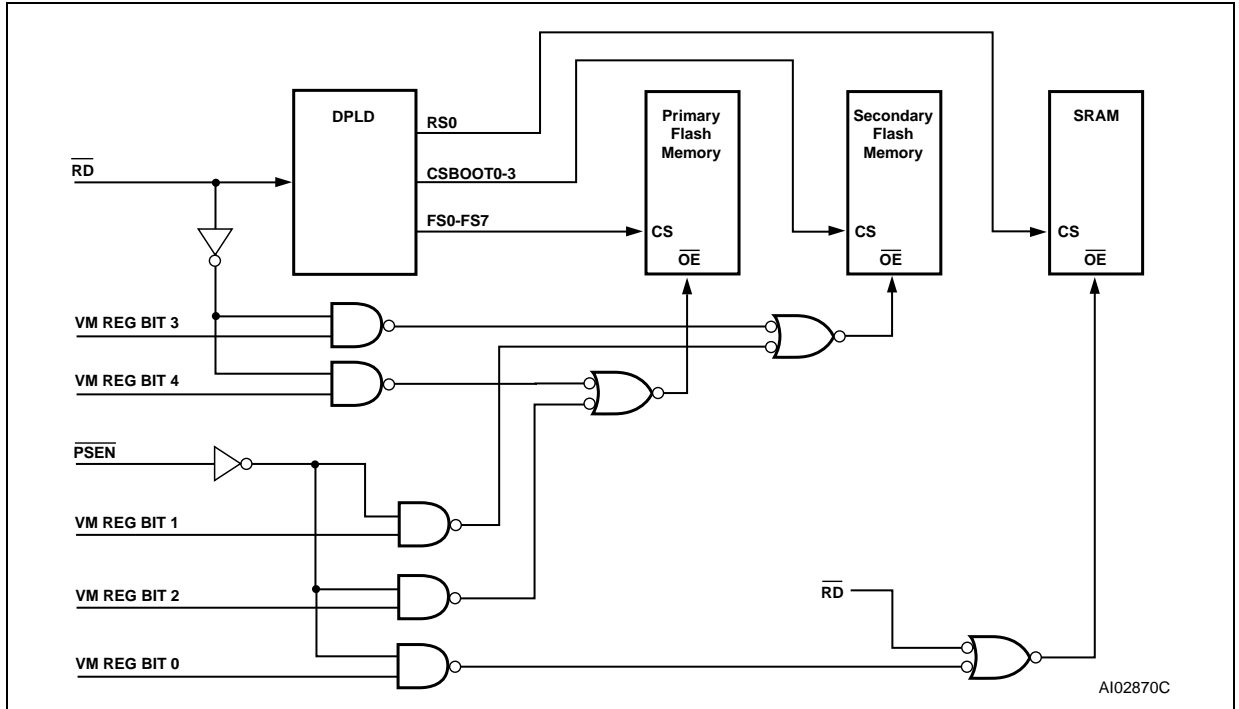 DPLD
RS0
CSBOOT0-3
FS0-FS7
Primary
Flash
Memory
CS
OE
Secondary
Flash
Memory
CS
OE
SRAM
CS
OE
RD
VM REG BIT 3
VM REG BIT 4
PSEN
VM REG BIT 1
VM REG BIT 2
RD
VM REG BIT 0
AI02870C